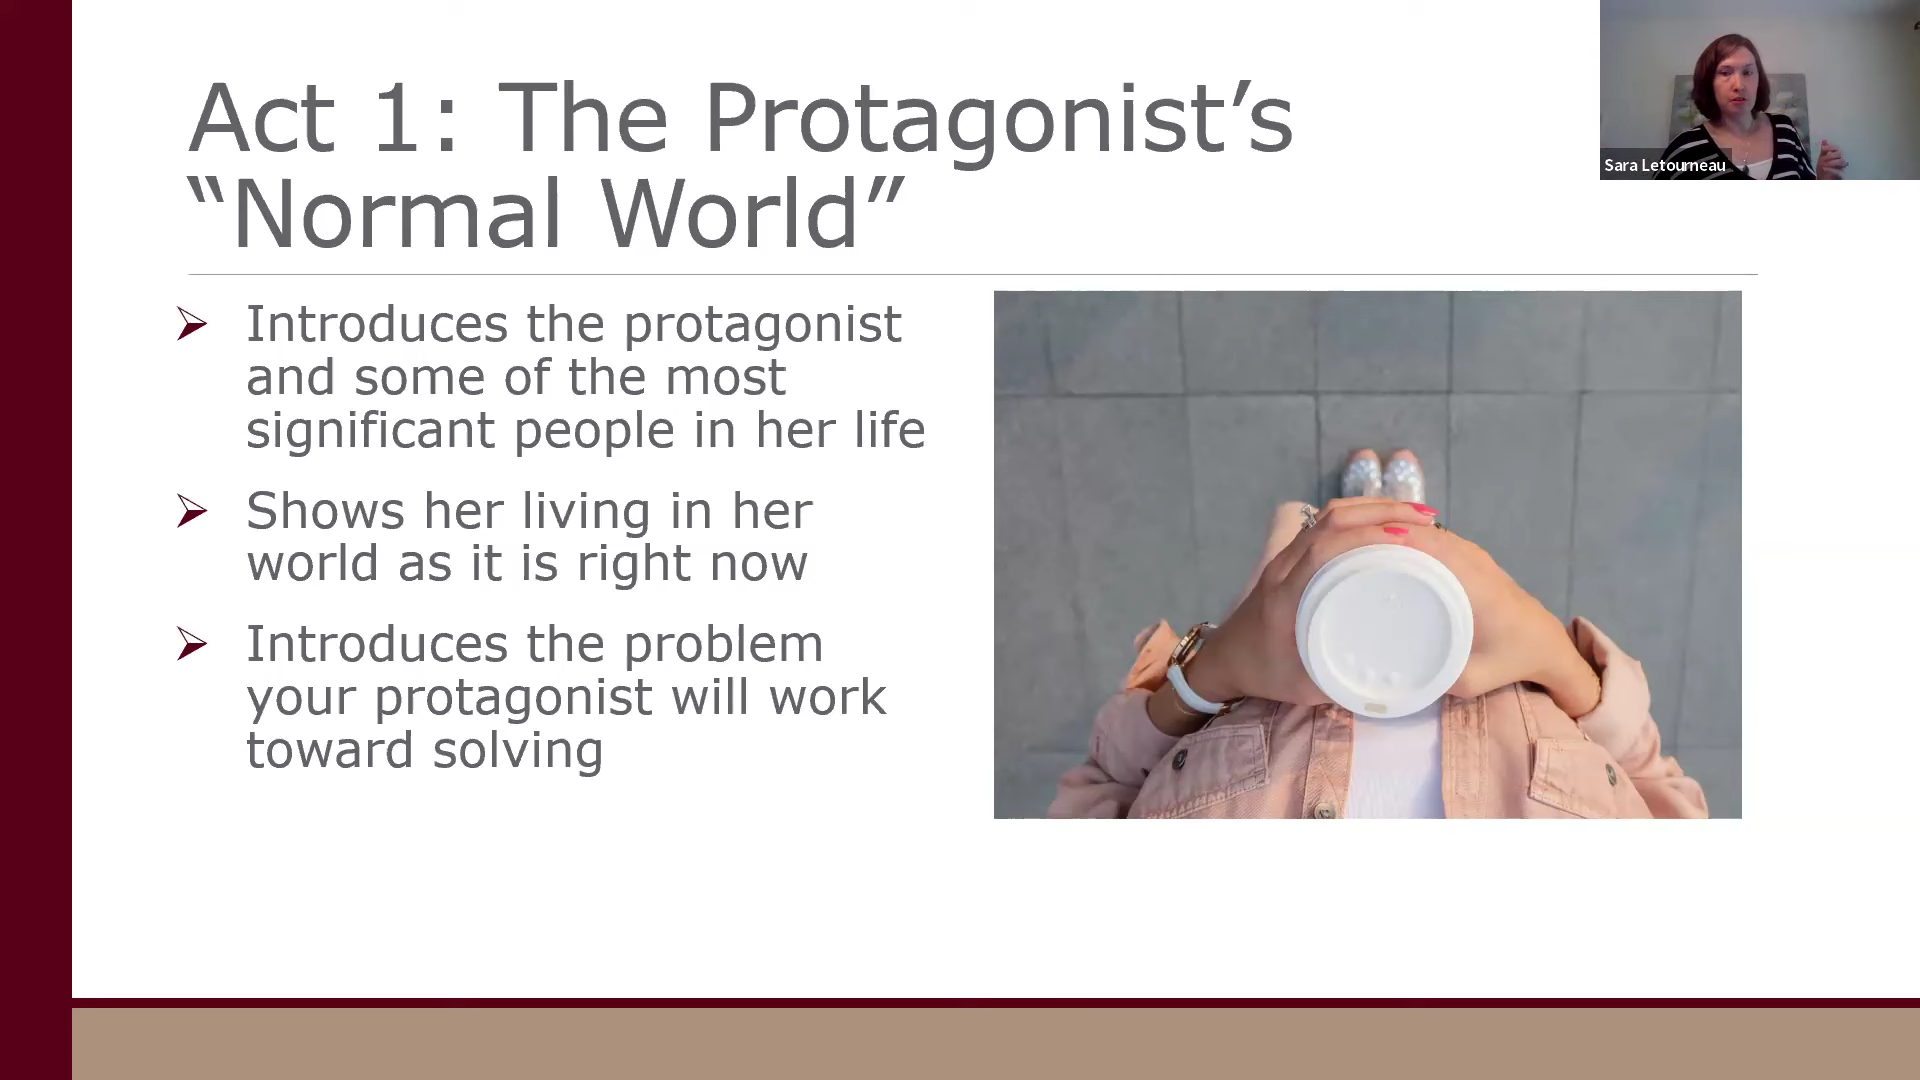 Act 1: The Protagonist’s
“Normal World”
Sara Letourneau
Introduces the protagonist
and some of the most
significant people in her life
Shows her living in her
world as it is right now
Introduces the problem
your protagonist will work
toward solving